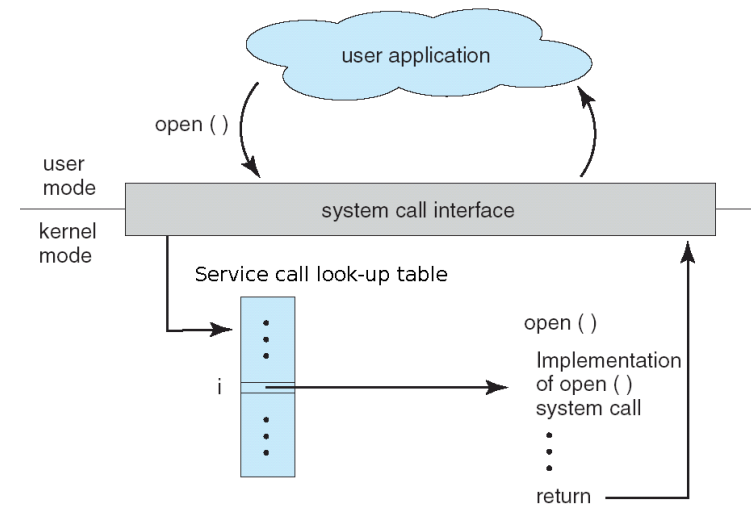 user application
open ( )
user
mode
system call interface
kernel
mode
Service call look-up table
open ( )
i
Implementation
of open ( )
system call
return